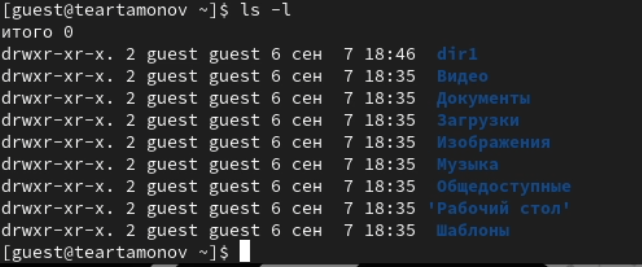 [guest@teartamonov ~]$ ls -l
итого 0
drwxr-xr-x. 2 guest guest 6 сен  7 18:46  dir1
drwxr-xr-x. 2 guest guest 6 сен  7 18:35  Видео
drwxr-xr-x. 2 guest guest 6 сен  7 18:35  Документы
drwxr-xr-x. 2 guest guest 6 сен  7 18:35  Загрузки
drwxr-xr-x. 2 guest guest 6 сен  7 18:35  Изображения
drwxr-xr-x. 2 guest guest 6 сен  7 18:35  Музыка
drwxr-xr-x. 2 guest guest 6 сен  7 18:35  Общедоступные
drwxr-xr-x. 2 guest guest 6 сен  7 18:35 'Рабочий стол'
drwxr-xr-x. 2 guest guest 6 сен  7 18:35  Шаблоны
[guest@teartamonov ~]$